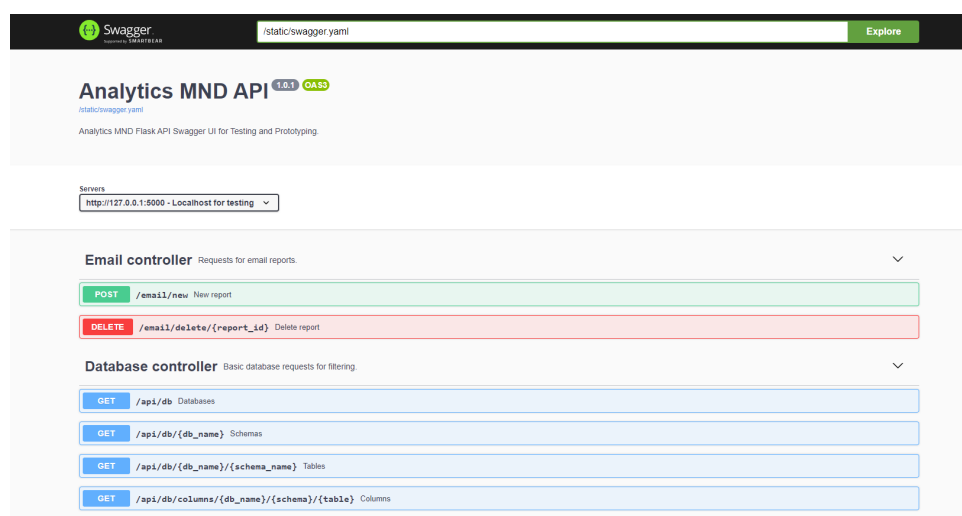 {···} Swagger
Supported by SMARTBEAR
/static/swagger.yaml
Explore
Analytics MND API 1.0.1 OAS3
/static/swagger.yaml
Analytics MND Flask API Swagger UI for Testing and Prototyping.
Servers
http://127.0.0.1:5000 - Localhost for testing
Email controller Requests for email reports.
POST /email/new New report
DELETE /email/delete/{report_id} Delete report
Database controller Basic database requests for filtering.
GET /api/db Databases
GET /api/db/{db_name} Schemas
GET /api/db/{db_name}/{schema_name} Tables
GET /api/db/columns/{db_name}/{schema}/{table} Columns